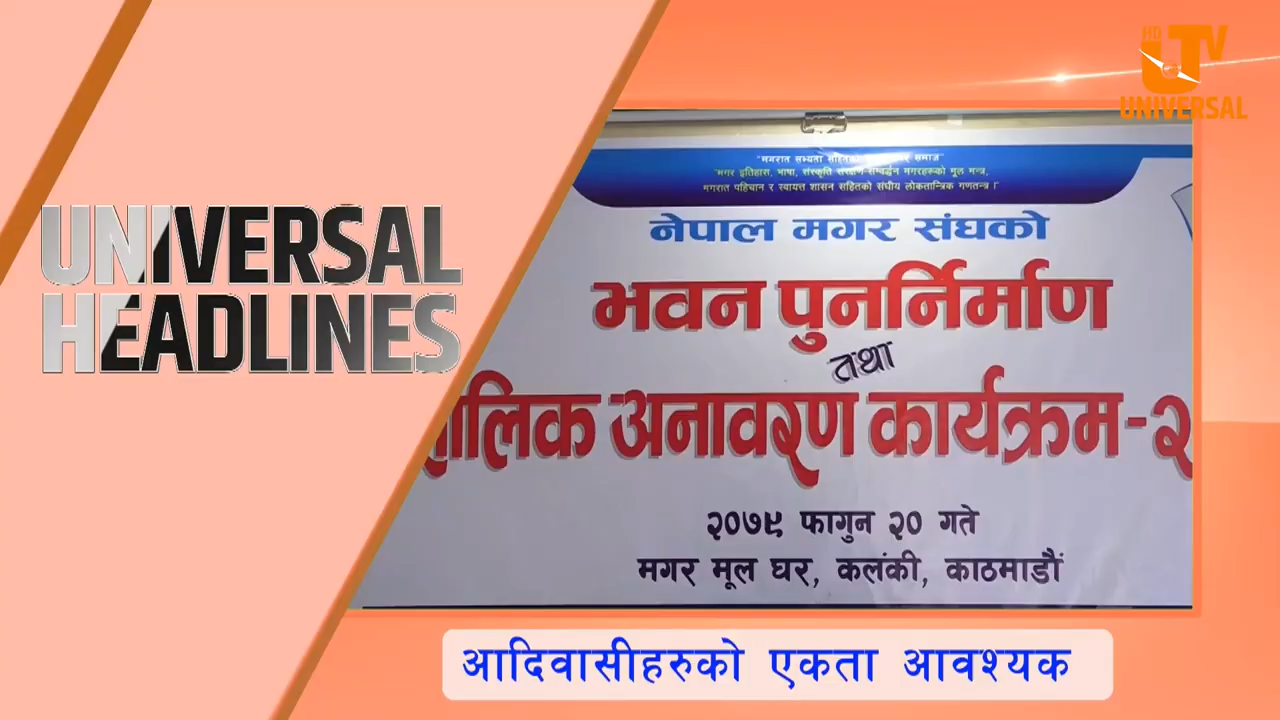 HD
UTV
UNIVERSAL
UNIVERSAL
HEADLINES
"मगरात सभ्यता
समाज"
"मगर इतिहास, भाषा, संस्कृति संरक्षण-सम्वर्द्धन मगरहरूको मूल मन्त्र,
मगरात पहिचान र स्वायत्त शासन सहितको संघीय लोकतान्त्रिक गणतन्त्र ।"
नेपाल मगर संघको
भवन पुनर्निर्माण
तथा
शालिक अनावरण कार्यक्रम-२
२०७९ फागुन २० गते
मगर मूल घर, कलंकी, काठमाडौं
आदिवासीहरुको एकता आवश्यक